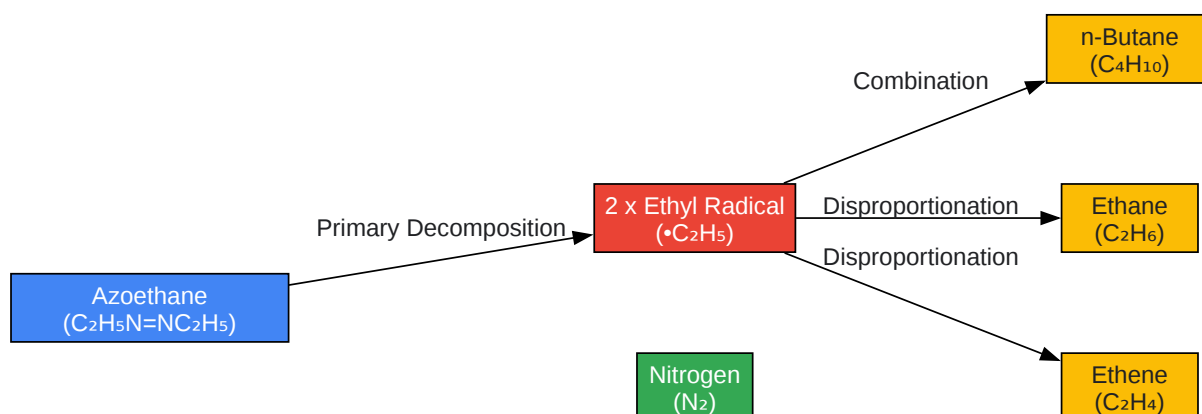 n-Butane
(C₄H₁₀)
Combination
2 x Ethyl Radical
(•C₂H₅)
Disproportionation
Ethane
(C₂H₆)
Primary Decomposition
Disproportionation
Azoethane
(C₂H₅N=NC₂H₅)
Nitrogen
(N₂)
Ethene
(C₂H₄)